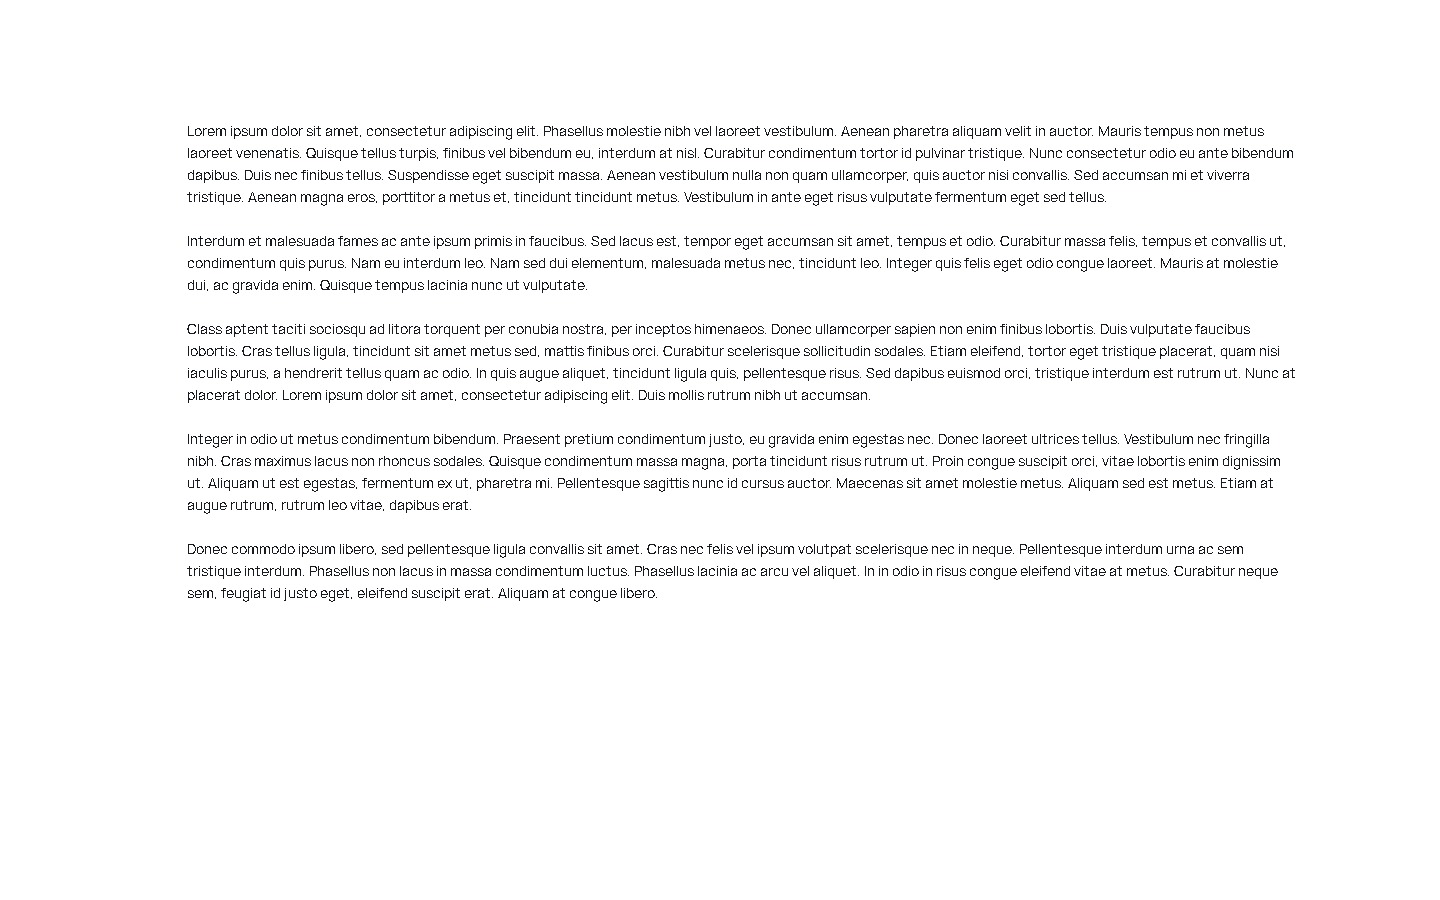 Lorem ipsum dolor sit amet, consectetur adipiscing elit. Phasellus molestie nibh vel laoreet vestibulum. Aenean pharetra aliquam velit in auctor. Mauris tempus non metus
laoreet venenatis. Quisque tellus turpis, finibus vel bibendum eu, interdum at nisl. Curabitur condimentum tortor id pulvinar tristique. Nunc consectetur odio eu ante bibendum
dapibus. Duis nec finibus tellus. Suspendisse eget suscipit massa. Aenean vestibulum nulla non quam ullamcorper, quis auctor nisi convallis. Sed accumsan mi et viverra
tristique. Aenean magna eros, porttitor a metus et, tincidunt tincidunt metus. Vestibulum in ante eget risus vulputate fermentum eget sed tellus.
Interdum et malesuada fames ac ante ipsum primis in faucibus. Sed lacus est, tempor eget accumsan sit amet, tempus et odio. Curabitur massa felis, tempus et convallis ut,
condimentum quis purus. Nam eu interdum leo. Nam sed dui elementum, malesuada metus nec, tincidunt leo. Integer quis felis eget odio congue laoreet. Mauris at molestie
dui, ac gravida enim. Quisque tempus lacinia nunc ut vulputate.
Class aptent taciti sociosqu ad litora torquent per conubia nostra, per inceptos himenaeos. Donec ullamcorper sapien non enim finibus lobortis. Duis vulputate faucibus
lobortis. Cras tellus ligula, tincidunt sit amet metus sed, mattis finibus orci. Curabitur scelerisque sollicitudin sodales. Etiam eleifend, tortor eget tristique placerat, quam nisi
iaculis purus, a hendrerit tellus quam ac odio. In quis augue aliquet, tincidunt ligula quis, pellentesque risus. Sed dapibus euismod orci, tristique interdum est rutrum ut. Nunc at
placerat dolor. Lorem ipsum dolor sit amet, consectetur adipiscing elit. Duis mollis rutrum nibh ut accumsan.
Integer in odio ut metus condimentum bibendum. Praesent pretium condimentum justo, eu gravida enim egestas nec. Donec laoreet ultrices tellus. Vestibulum nec fringilla
nibh. Cras maximus lacus non rhoncus sodales. Quisque condimentum massa magna, porta tincidunt risus rutrum ut. Proin congue suscipit orci, vitae lobortis enim dignissim
ut. Aliquam ut est egestas, fermentum ex ut, pharetra mi. Pellentesque sagittis nunc id cursus auctor. Maecenas sit amet molestie metus. Aliquam sed est metus. Etiam at
augue rutrum, rutrum leo vitae, dapibus erat.
Donec commodo ipsum libero, sed pellentesque ligula convallis sit amet. Cras nec felis vel ipsum volutpat scelerisque nec in neque. Pellentesque interdum urna ac sem
tristique interdum. Phasellus non lacus in massa condimentum luctus. Phasellus lacinia ac arcu vel aliquet. In in odio in risus congue eleifend vitae at metus. Curabitur neque
sem, feugiat id justo eget, eleifend suscipit erat. Aliquam at congue libero.